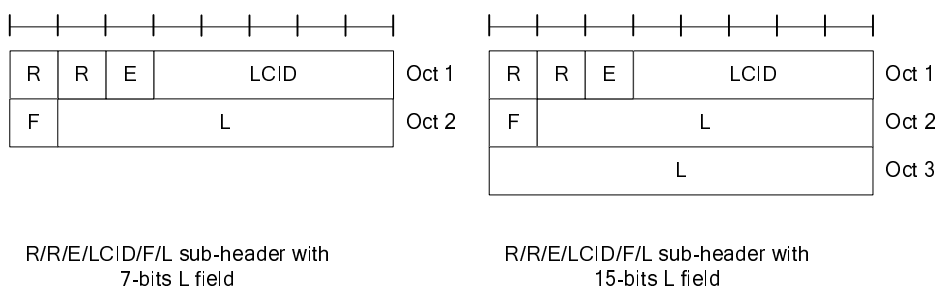 R R E LCID Oct 1
F L Oct 2
R/R/E/LCID/F/L sub-header with
7-bits L field
R R E LCID Oct 1
F L Oct 2
L Oct 3
R/R/E/LCID/F/L sub-header with
15-bits L field